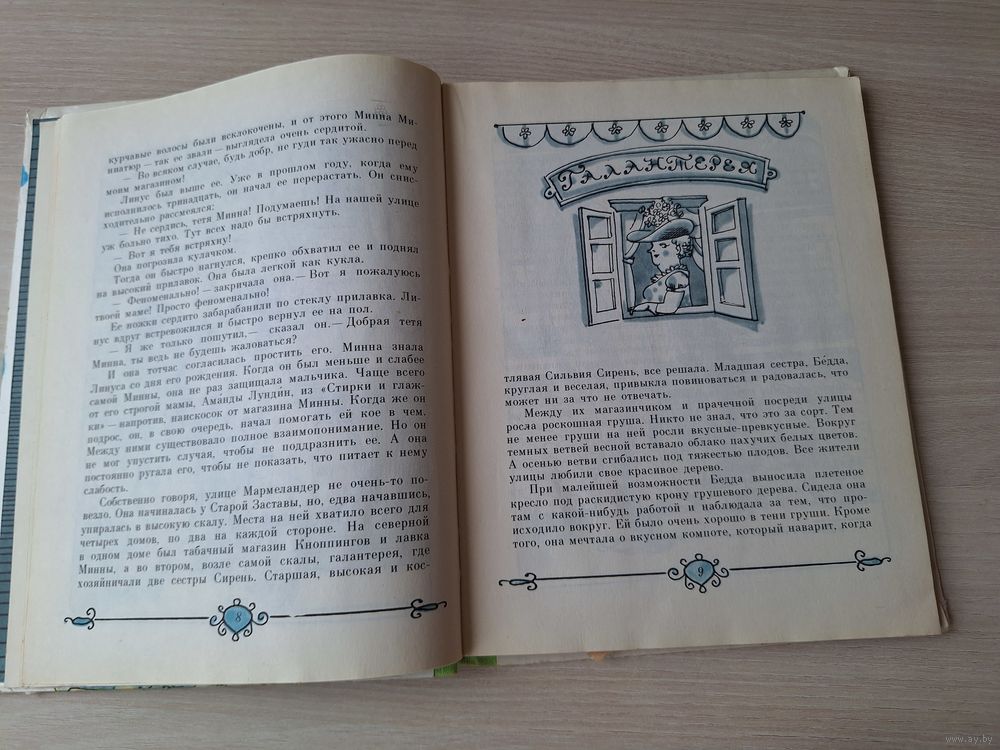 курчавые волосы были всклокочены, и от этого Минна Ми-
ниатюр — так ее звали — выглядела очень сердитой.
— Во всяком случае, будь добр, не гуди так ужасно перед
моим магазином!
Линус был выше ее. Уже в прошлом году, когда ему
исполнилось тринадцать, он начал ее перерастать. Он снис-
ходительно рассмеялся:
— Не сердись, тетя Минна! Подумаешь! На нашей улице
уж больно тихо. Тут всех надо бы встряхнуть.
— Вот я тебя встряхну!
Она погрозила кулачком.
Тогда он быстро нагнулся, крепко обхватил ее и поднял
на высокий прилавок. Она была легкой как кукла.
— Феноменально! — закричала она. — Вот я пожалуюсь
твоей маме! Просто феноменально!
Ее ножки сердито забарабанили по стеклу прилавка. Ли-
нус вдруг встревожился и быстро вернул ее на пол.
— Я же только пошутил, — сказал он. — Добрая тетя
Минна, ты ведь не будешь жаловаться?
И она тотчас согласилась простить его. Минна знала
Линуса со дня его рождения. Когда он был меньше и слабее
самой Минны, она не раз защищала мальчика. Чаще всего
от его строгой мамы, Аманды Лундин, из «Стирки и глаж-
ки» — напротив, наискосок от магазина Минны. Когда же он
подрос, он, в свою очередь, начал помогать ей кое в чем.
Между ними существовало полное взаимопонимание. Но он
не мог упустить случая, чтобы не поддразнить ее. А она
постоянно ругала его, чтобы не показать, что питает к нему
слабость.
Собственно говоря, улице Мармеландер не очень-то по-
везло. Она начиналась у Старой Заставы, но, едва начавшись,
упиралась в высокую скалу. Места на ней хватило всего для
четырех домов, по два на каждой стороне. На северной
в одном доме был табачный магазин Кноппингов и лавка
Минны, а во втором, возле самой скалы, галантерея, где
хозяйничали две сестры Сирень. Старшая, высокая и кос-
8
ГАЛАНТЕРЕЯ
тлявая Сильвия Сирень, все решала. Младшая сестра, Бе́дда,
круглая и веселая, привыкла повиноваться и радовалась, что
может ни за что не отвечать.
Между их магазинчиком и прачечной посреди улицы
росла роскошная груша. Никто не знал, что это за сорт. Тем
не менее груши на ней росли вкусные-превкусные. Вокруг
темных ветвей весной вставало облако пахучих белых цветов.
А осенью ветви сгибались под тяжестью плодов. Все жители
улицы любили свое красивое дерево.
При малейшей возможности Бедда выносила плетеное
кресло под раскидистую крону грушевого дерева. Сидела она
там с какой-нибудь работой и наблюдала за тем, что про-
исходило вокруг. Ей было очень хорошо в тени груши. Кроме
того, она мечтала о вкусном компоте, который наварит, когда
9
www.ay.by